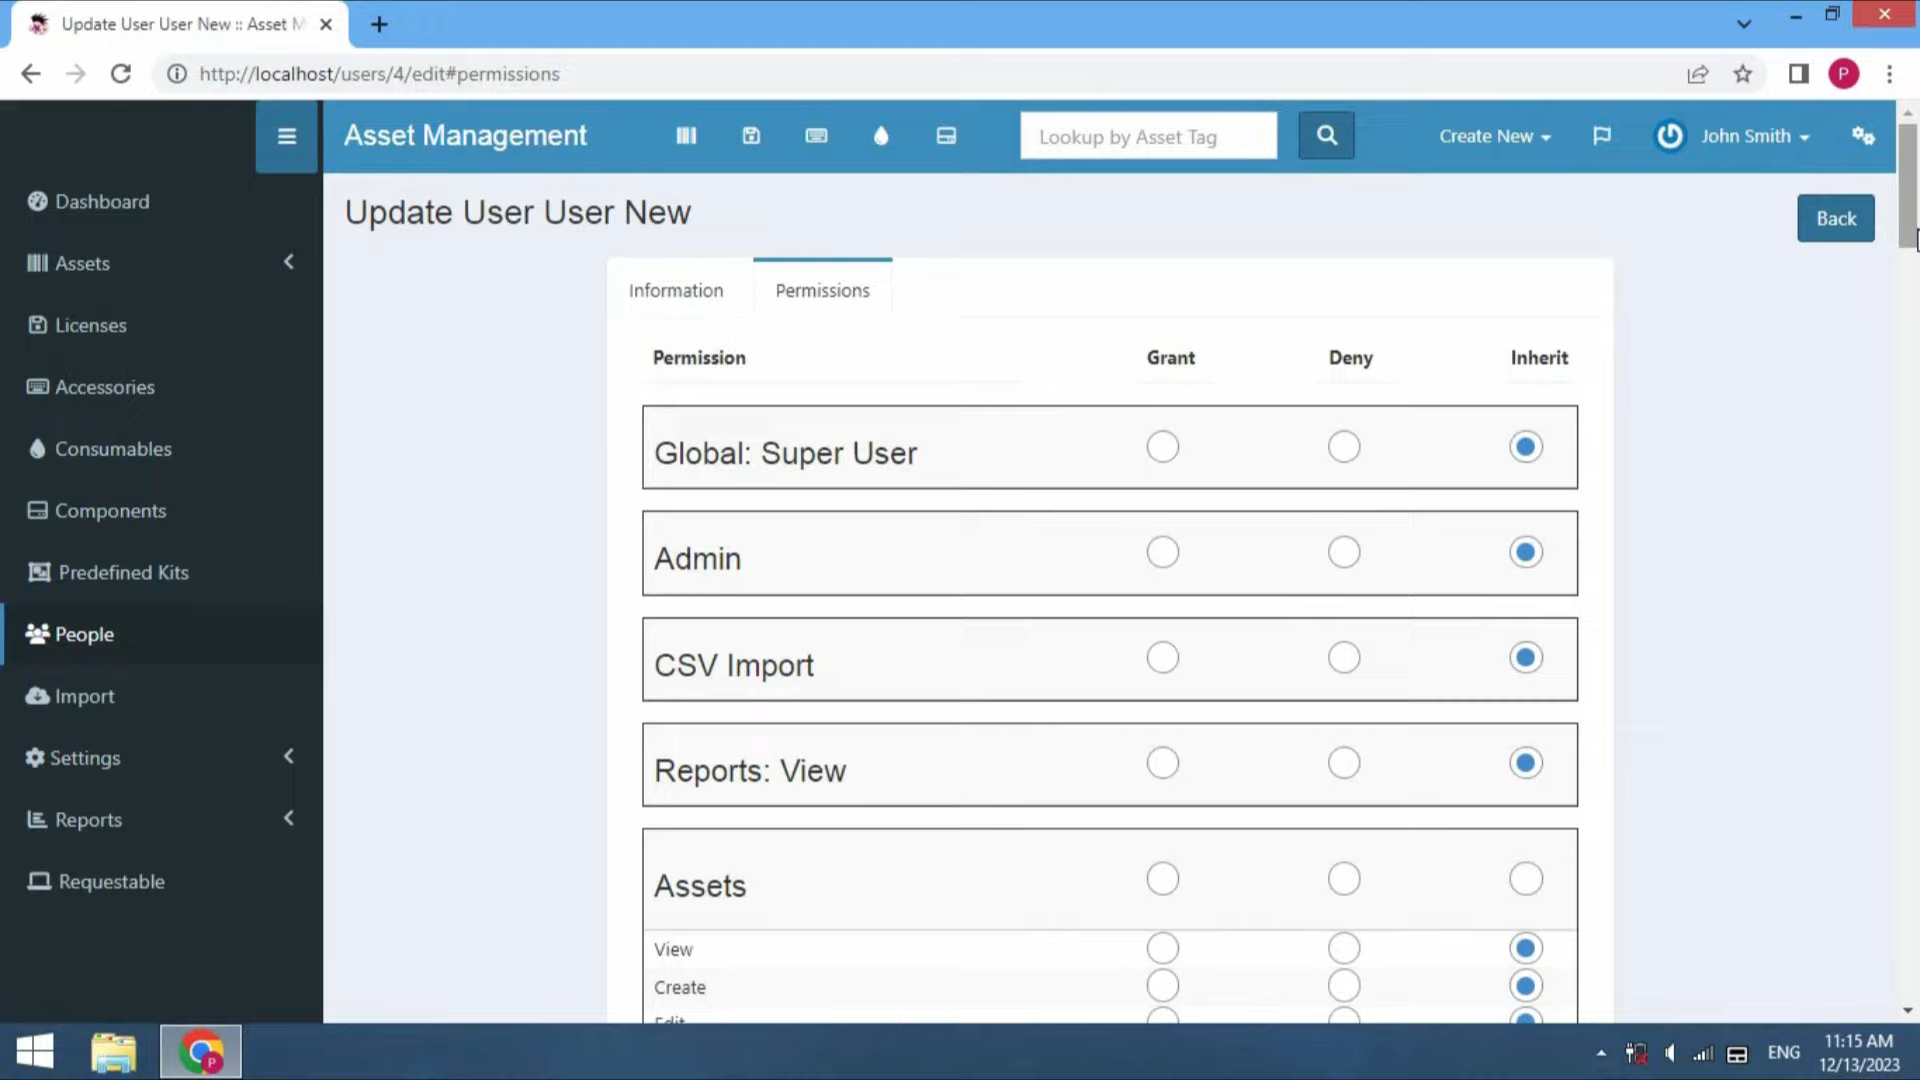 Update User User New :: Asset M
http://localhost/users/4/edit#permissions
P
Asset Management
Lookup by Asset Tag
Create New
John Smith
Dashboard
Assets
Licenses
Accessories
Consumables
Components
Predefined Kits
People
Import
Settings
Reports
Requestable
Update User User New
Back
Information Permissions
Permission Grant Deny Inherit
Global: Super User
Admin
CSV Import
Reports: View
Assets
View
Create
Edit
P
ENG
11:15 AM
12/13/2023